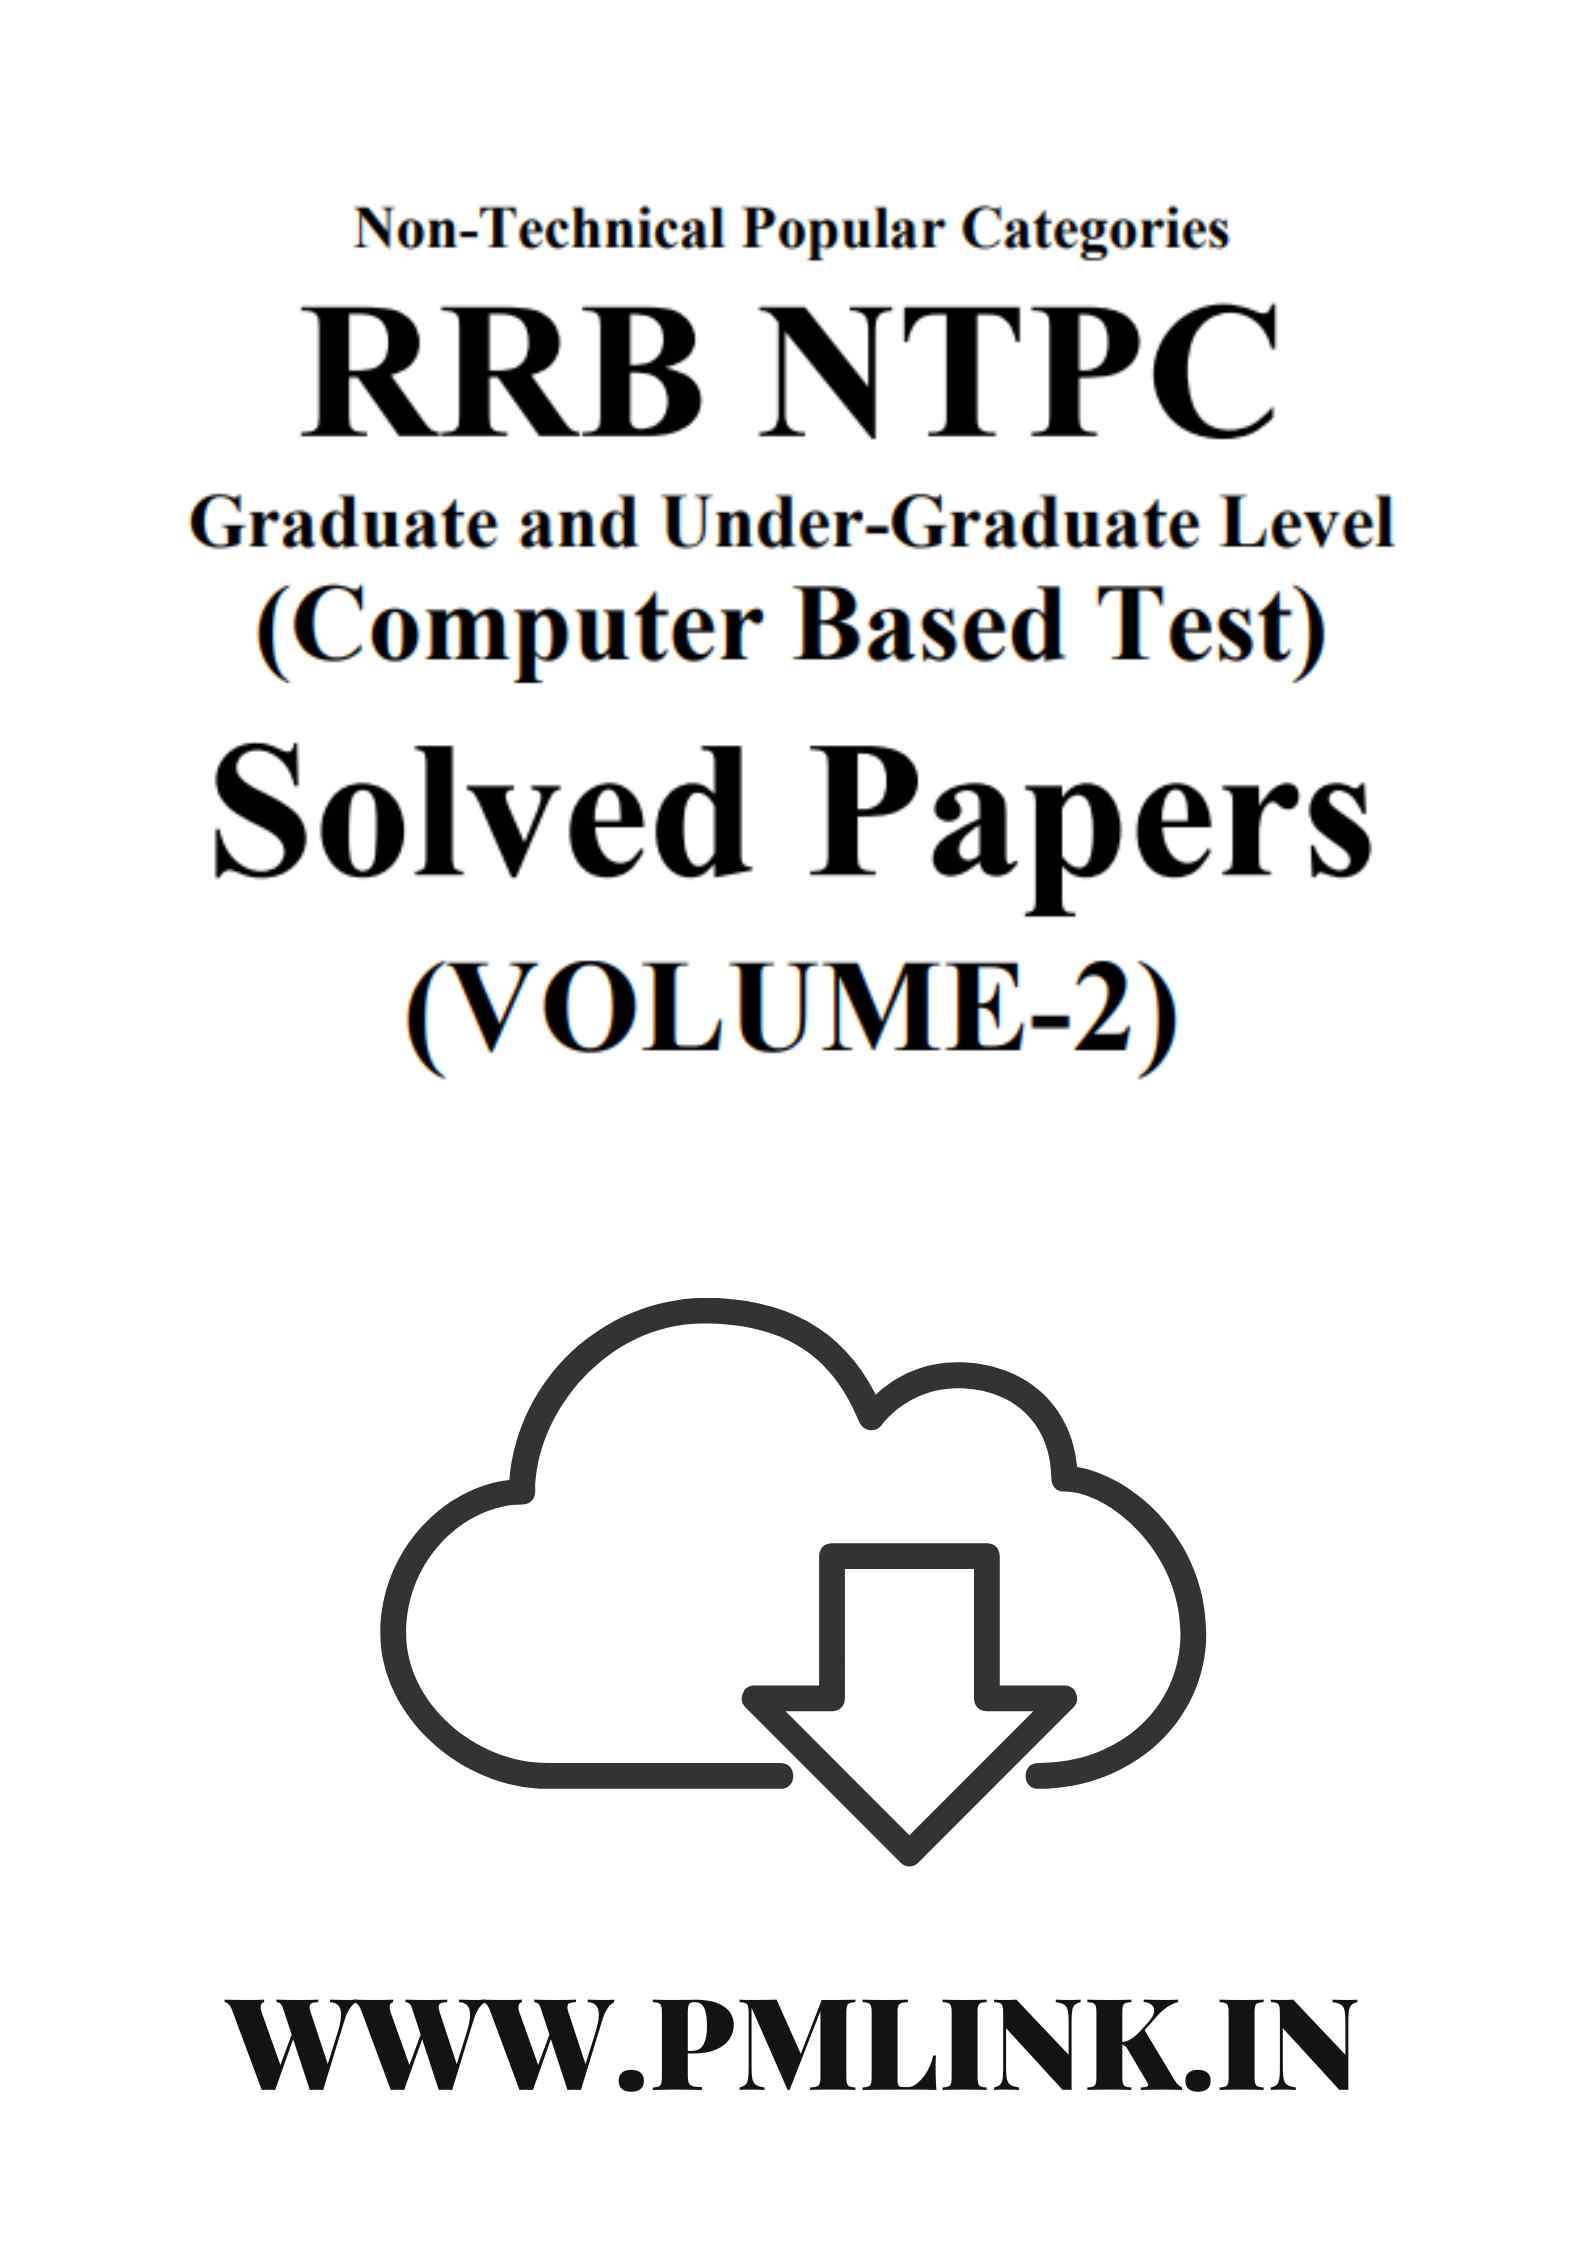 Non-Technical Popular Categories
RRB NTPC
Graduate and Under-Graduate Level
(Computer Based Test)
Solved Papers
(VOLUME-2)
WWW.PMLINK.IN